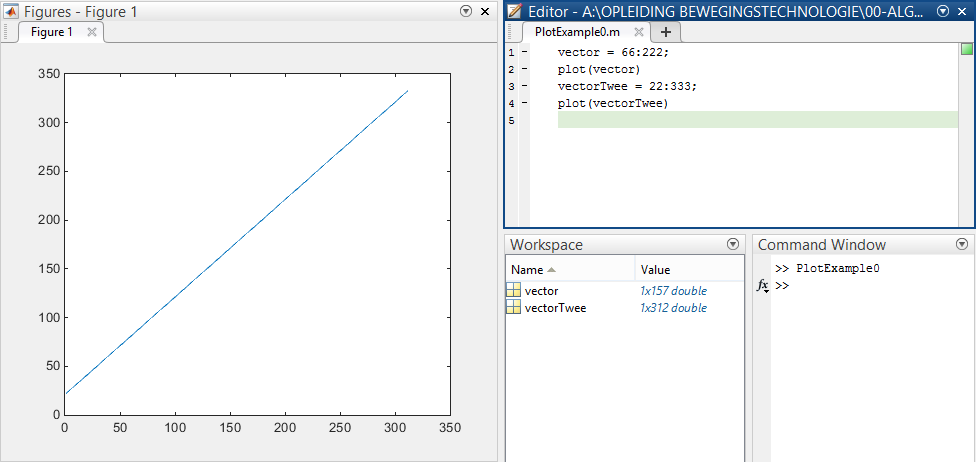 Figures - Figure 1
Figure 1
350
300
250
200
150
100
50
0
0 50 100 150 200 250 300 350
Editor - A:\OPLEIDING BEWEGINGSTECHNOLOGIE\00-ALG...
PlotExample0.m
1 - vector = 66:222;
2 - plot(vector)
3 - vectorTwee = 22:333;
4 - plot(vectorTwee)
5
Workspace
Name Value
vector 1x157 double
vectorTwee 1x312 double
Command Window
>> PlotExample0
fx >>